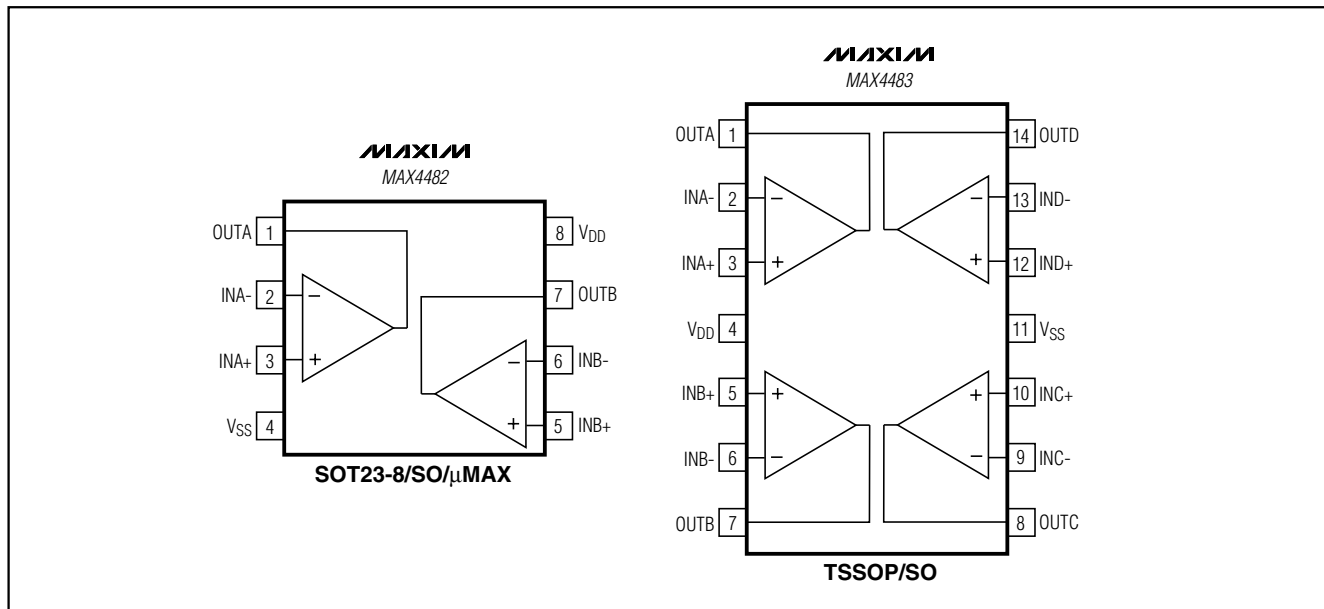 MAXIM
MAX4482
OUTA 1
8 VDD
INA- 2
−
7 OUTB
INA+ 3
+
−
6 INB-
VSS 4
+
5 INB+
SOT23-8/SO/μMAX
MAXIM
MAX4483
OUTA 1
14 OUTD
INA- 2
−
−
13 IND-
INA+ 3
+
+
12 IND+
VDD 4
11 VSS
INB+ 5
+
+
10 INC+
INB- 6
−
−
9 INC-
OUTB 7
8 OUTC
TSSOP/SO